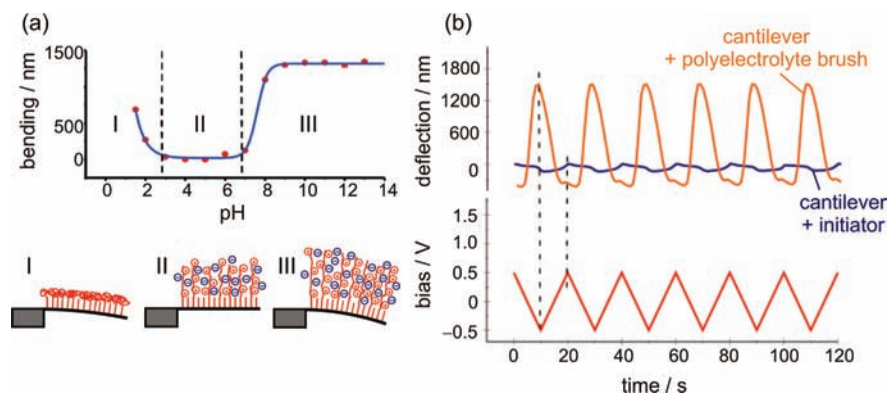 (a)
1500
500
0
bending / nm
I
II
III
0
2
4
6
8
10
12
14
pH
I
II
III
(b)
cantilever
+ polyelectrolyte brush
1800
1200
600
0
deflection / nm
cantilever
+ initiator
1.5
1.0
0.5
0
−0.5
bias / V
0
20
40
60
80
100
120
time / s